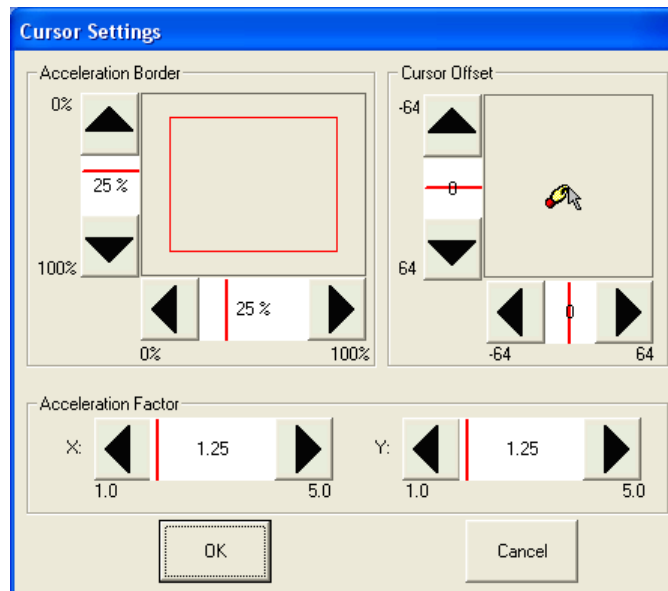 Cursor Settings
Acceleration Border
0%
25 %
100%
25 %
0% 100%
Cursor Offset
-64
0
64
0
-64 64
Acceleration Factor
X: 1.25
1.0 5.0
Y: 1.25
1.0 5.0
OK Cancel